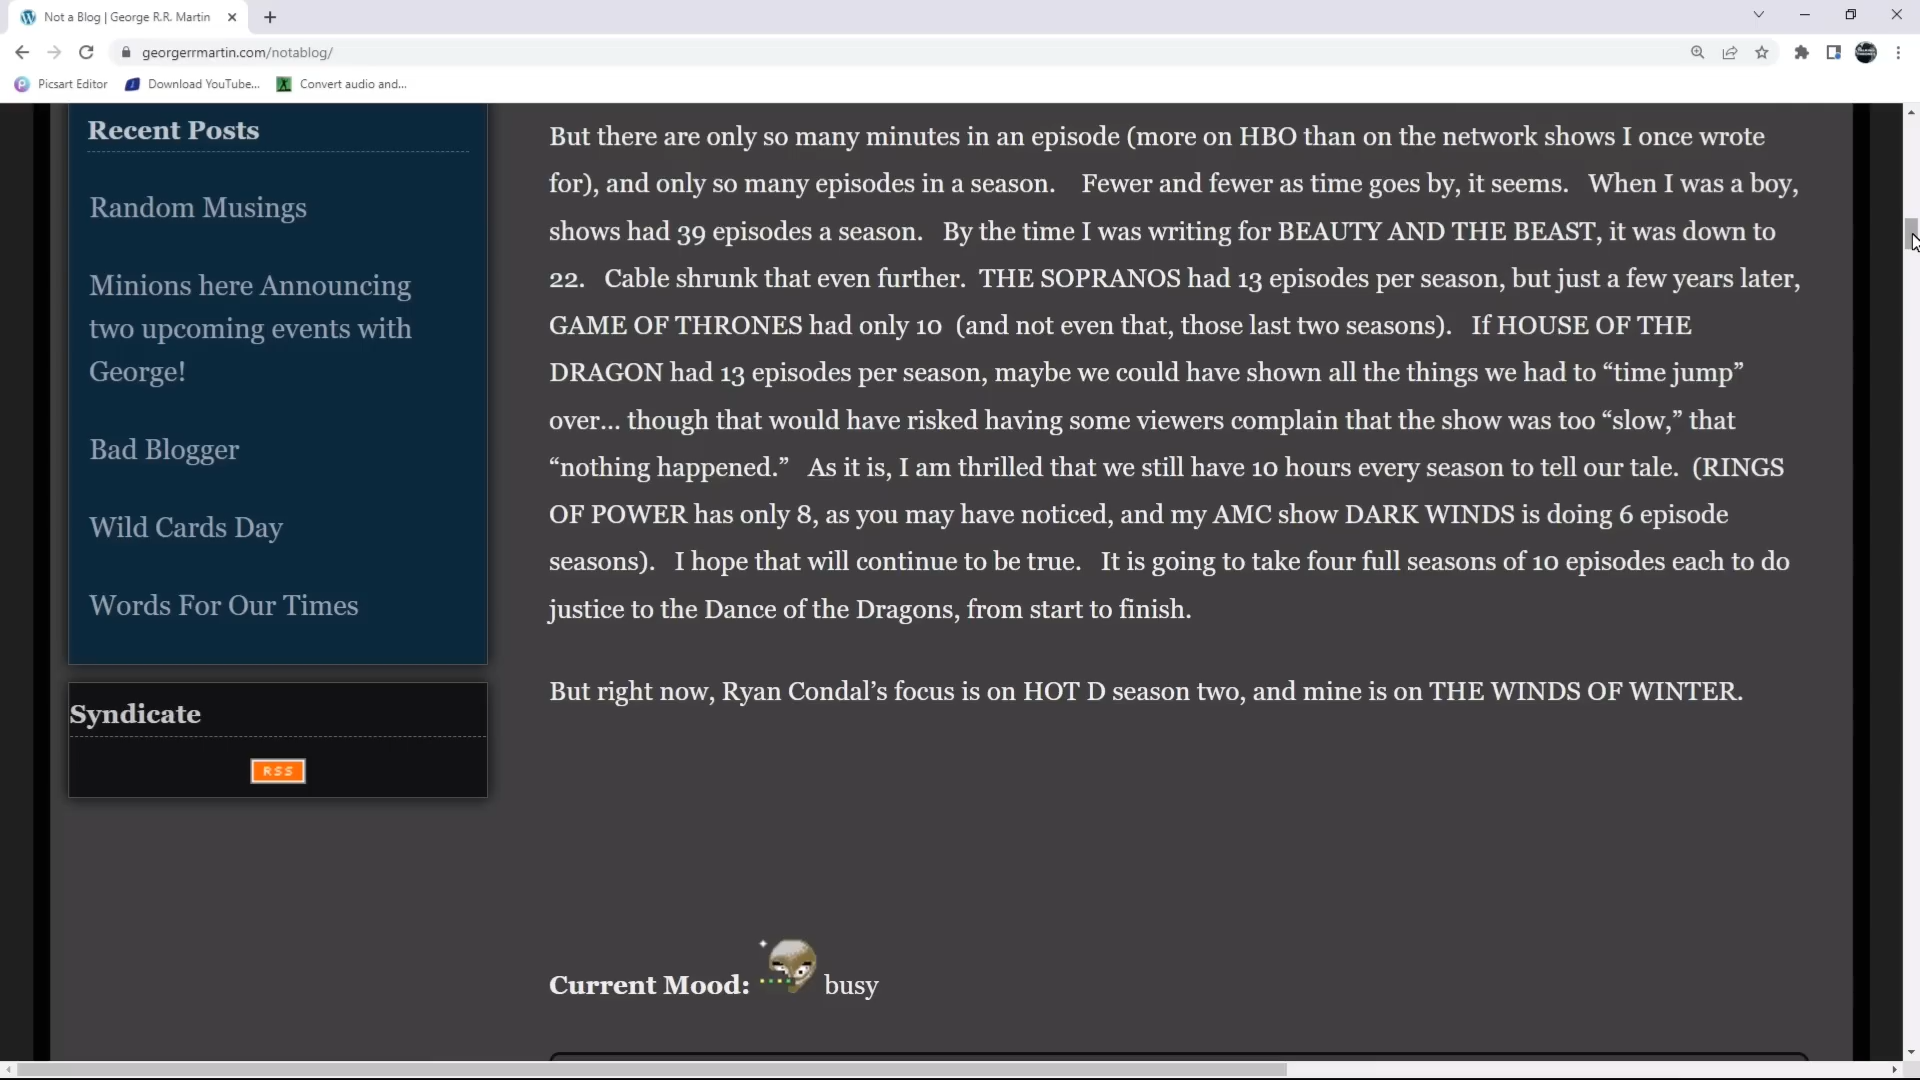 Not a Blog | George R.R. Martin
georgerrmartin.com/notablog/
Picsart Editor
Download YouTube...
Convert audio and...
Recent Posts
Random Musings
Minions here Announcing
two upcoming events with
George!
Bad Blogger
Wild Cards Day
Words For Our Times
Syndicate
RSS
But there are only so many minutes in an episode (more on HBO than on the network shows I once wrote
for), and only so many episodes in a season.    Fewer and fewer as time goes by, it seems.   When I was a boy,
shows had 39 episodes a season.   By the time I was writing for BEAUTY AND THE BEAST, it was down to
22.   Cable shrunk that even further.  THE SOPRANOS had 13 episodes per season, but just a few years later,
GAME OF THRONES had only 10  (and not even that, those last two seasons).   If HOUSE OF THE
DRAGON had 13 episodes per season, maybe we could have shown all the things we had to “time jump”
over... though that would have risked having some viewers complain that the show was too “slow,” that
“nothing happened.”   As it is, I am thrilled that we still have 10 hours every season to tell our tale.  (RINGS
OF POWER has only 8, as you may have noticed, and my AMC show DARK WINDS is doing 6 episode
seasons).   I hope that will continue to be true.   It is going to take four full seasons of 10 episodes each to do
justice to the Dance of the Dragons, from start to finish.
But right now, Ryan Condal’s focus is on HOT D season two, and mine is on THE WINDS OF WINTER.
Current Mood: busy